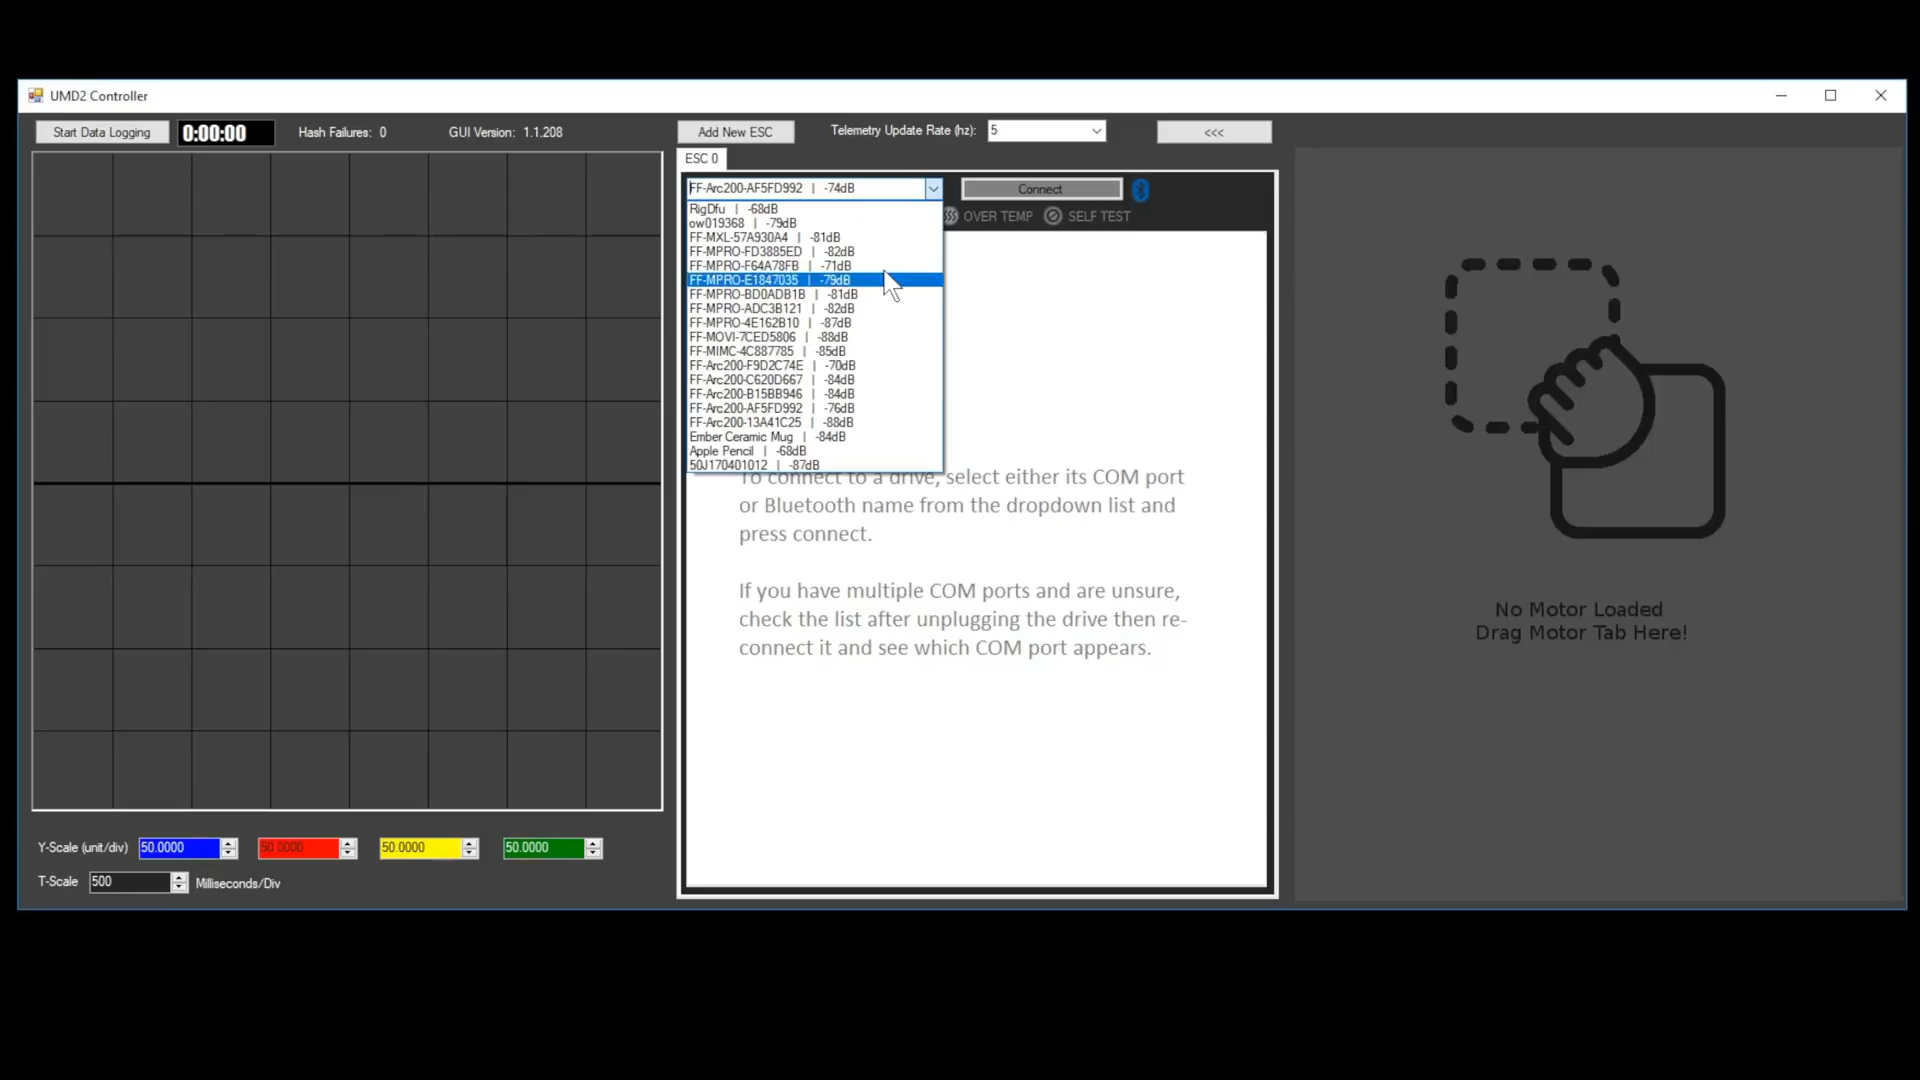 UMD2 Controller
Start Data Logging
0:00:00
Hash Failures: 0
GUI Version: 1.1.208
Add New ESC
Telemetry Update Rate (hz):
5
<<<
ESC 0
FF-Arc200-AF5FD992 | -74dB
Connect
RigDfu | -68dB
OVER TEMP
SELF TEST
ow019368 | -79dB
FF-MXL-57A930A4 | -81dB
FF-MPRO-FD3885ED | -82dB
FF-MPRO-F64A78FB | -71dB
FF-MPRO-E1847035 | -79dB
FF-MPRO-BD0ADB1B | -81dB
FF-MPRO-ADC3B121 | -82dB
FF-MPRO-4E162B10 | -87dB
FF-MOVI-7CED5806 | -88dB
FF-MIMC-4C887785 | -85dB
FF-Arc200-F9D2C74E | -70dB
FF-Arc200-C620D667 | -84dB
FF-Arc200-B15BB946 | -84dB
FF-Arc200-AF5FD992 | -76dB
FF-Arc200-13A41C25 | -88dB
Ember Ceramic Mug | -84dB
Apple Pencil | -68dB
50J170401012 | -87dB
To connect to a drive, select either its COM port
or Bluetooth name from the dropdown list and
press connect.
If you have multiple COM ports and are unsure,
check the list after unplugging the drive then re-
connect it and see which COM port appears.
No Motor Loaded
Drag Motor Tab Here!
Y-Scale (unit/div)
50.0000
50.0000
50.0000
50.0000
T-Scale
500
Milliseconds/Div